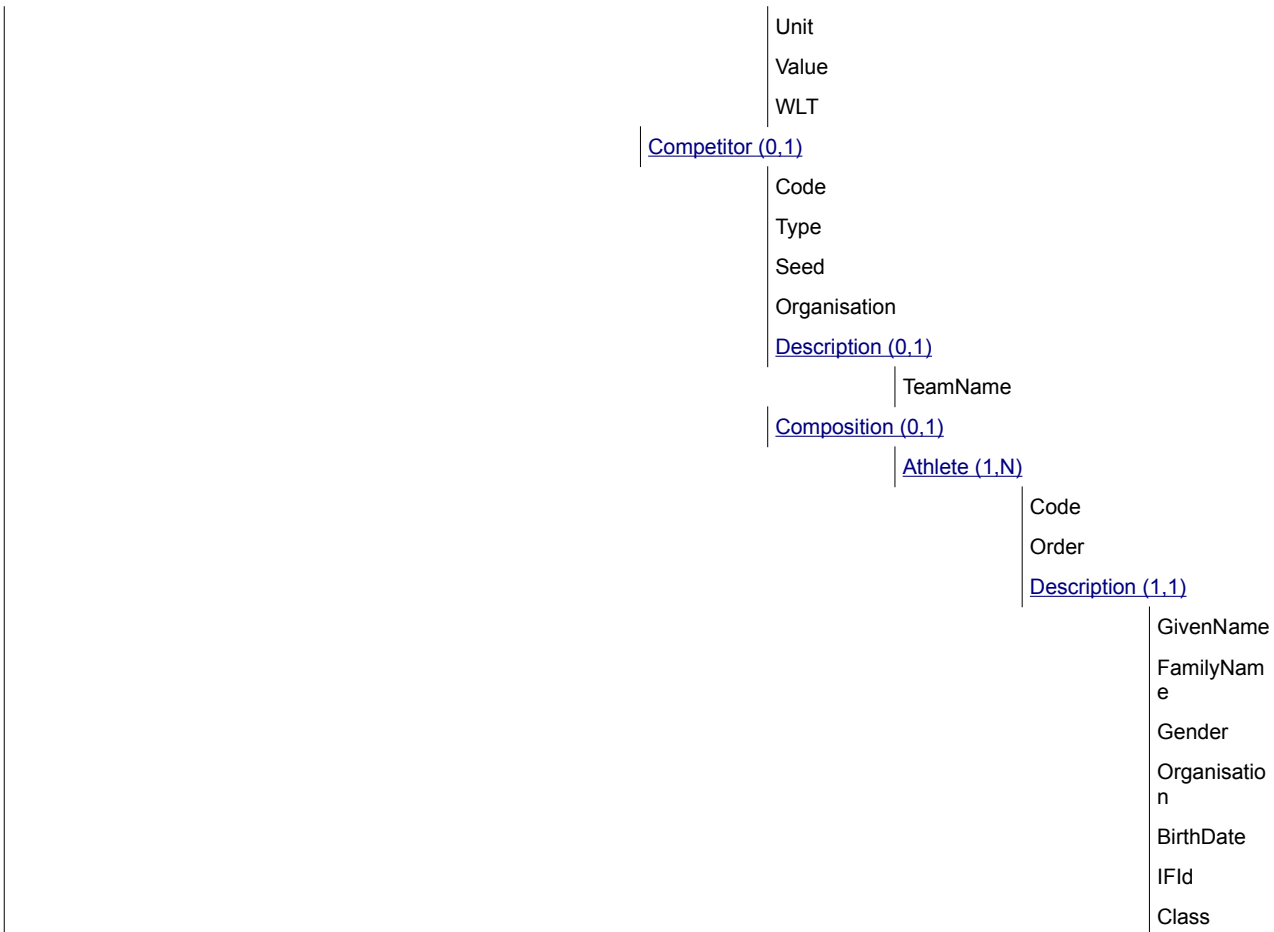 Unit
Value
WLT
Competitor (0,1)
Code
Type
Seed
Organisation
Description (0,1)
TeamName
Composition (0,1)
Athlete (1,N)
Code
Order
Description (1,1)
GivenName
FamilyNam
e
Gender
Organisatio
n
BirthDate
IFId
Class